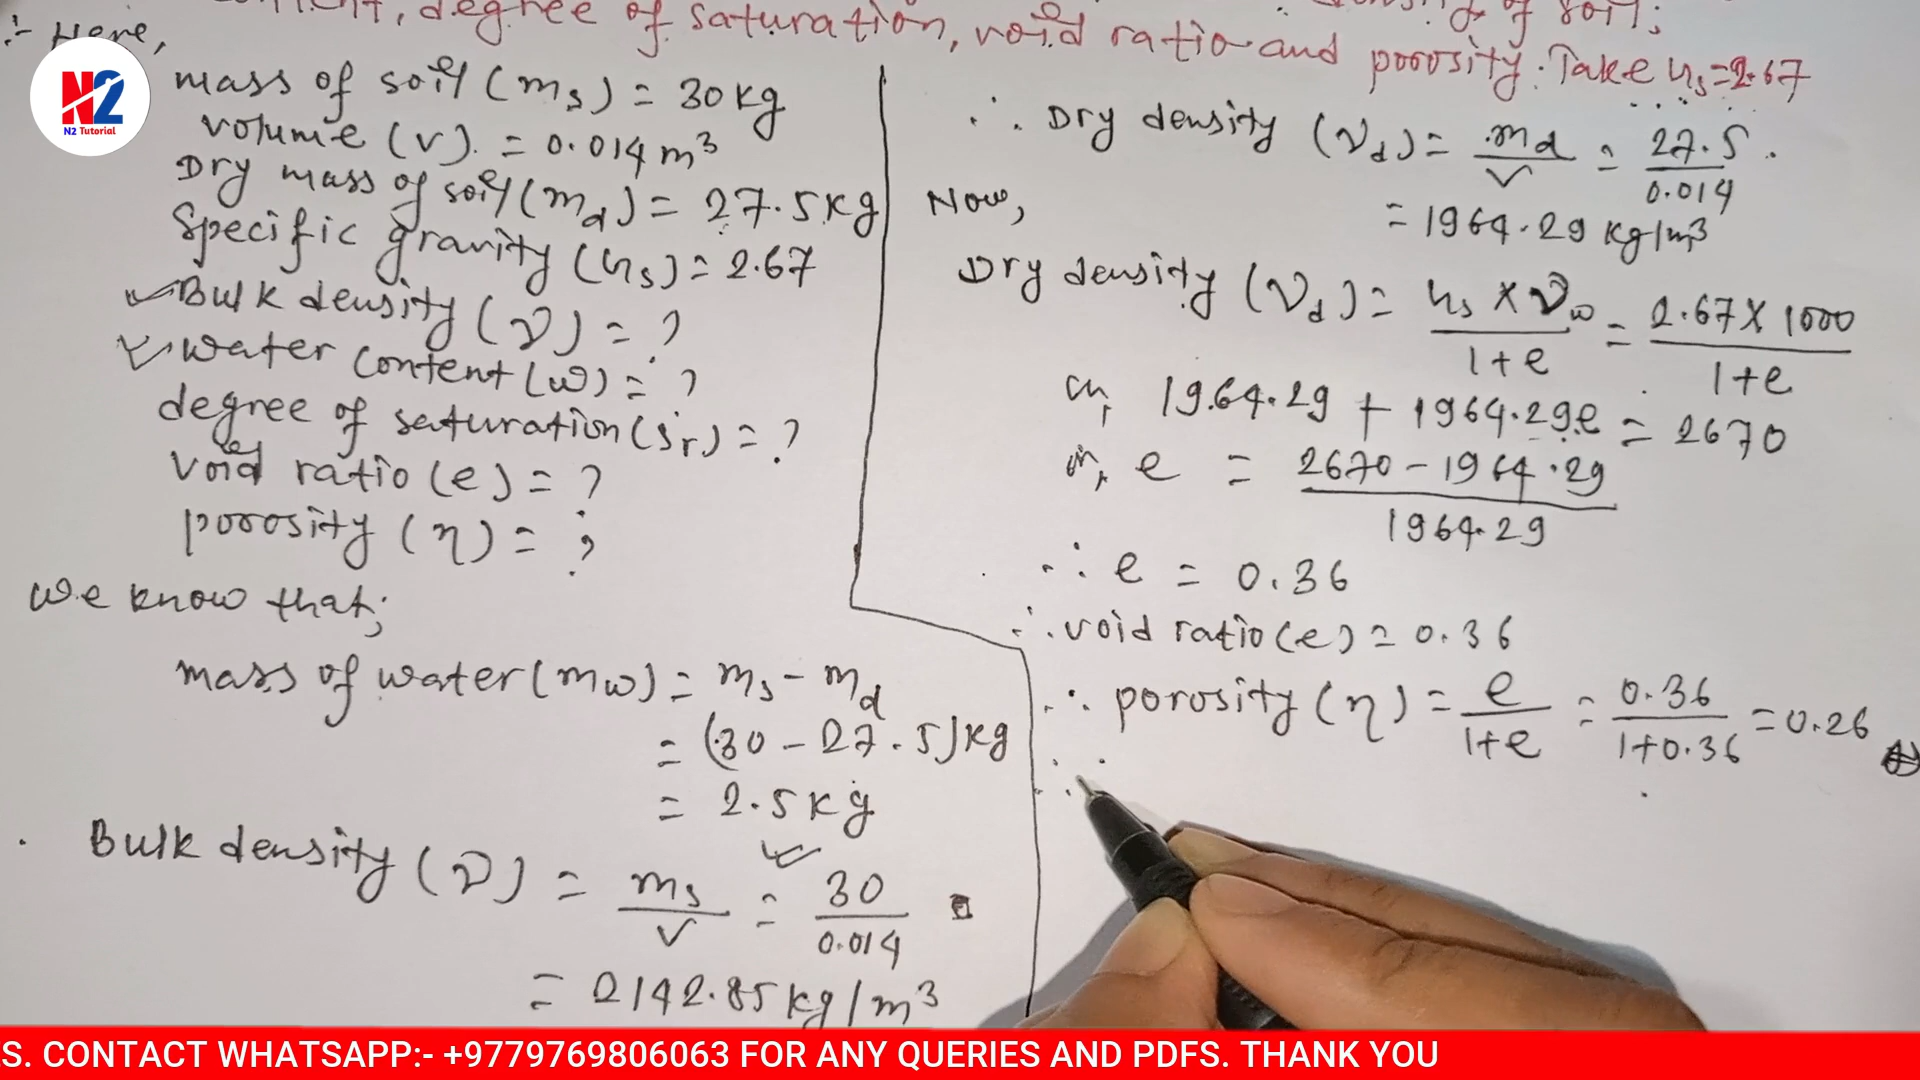 degree of saturation, void ratio and porosity. Take Gs=2.67
:- Here,
N2
N2 Tutorial
mass of soil (ms) = 30 kg
volume (v) = 0.014 m³
Dry mass of soil (md) = 27.5 kg
Specific gravity (Gs) = 2.67
Bulk density (γ) = ?
water content (w) = ?
degree of saturation (sr) = ?
void ratio (e) = ?
porosity (η) = ?
we know that;
mass of water (mw) = ms - md
= (30 - 27.5) kg
= 2.5 kg
Bulk density (γ) = ms/v = 30/0.014
= 2142.85 kg/m³
∴ Dry density (γd) = md/v = 27.5/0.014
= 1964.29 kg/m³
Now,
Dry density (γd) = Gs × γw / 1+e = 2.67 × 1000 / 1+e
or, 1964.29 + 1964.29e = 2670
or, e = 2670 - 1964.29 / 1964.29
∴ e = 0.36
∴ void ratio (e) = 0.36
∴ porosity (η) = e/1+e = 0.36/1+0.36 = 0.26
S. CONTACT WHATSAPP:- +9779769806063 FOR ANY QUERIES AND PDFS. THANK YOU